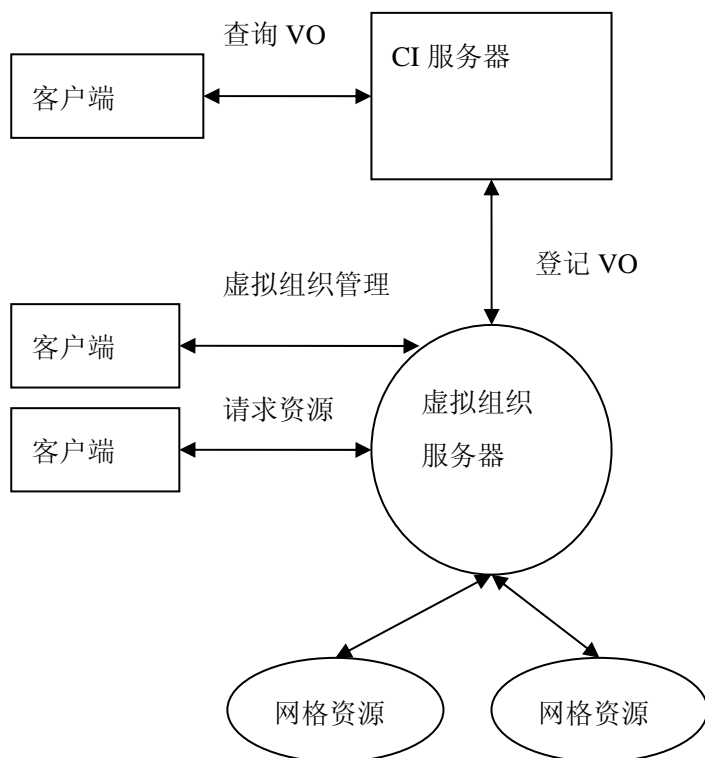 查询 VO
CI 服务器
客户端
登记 VO
虚拟组织管理
客户端
虚拟组织
服务器
请求资源
客户端
网格资源
网格资源